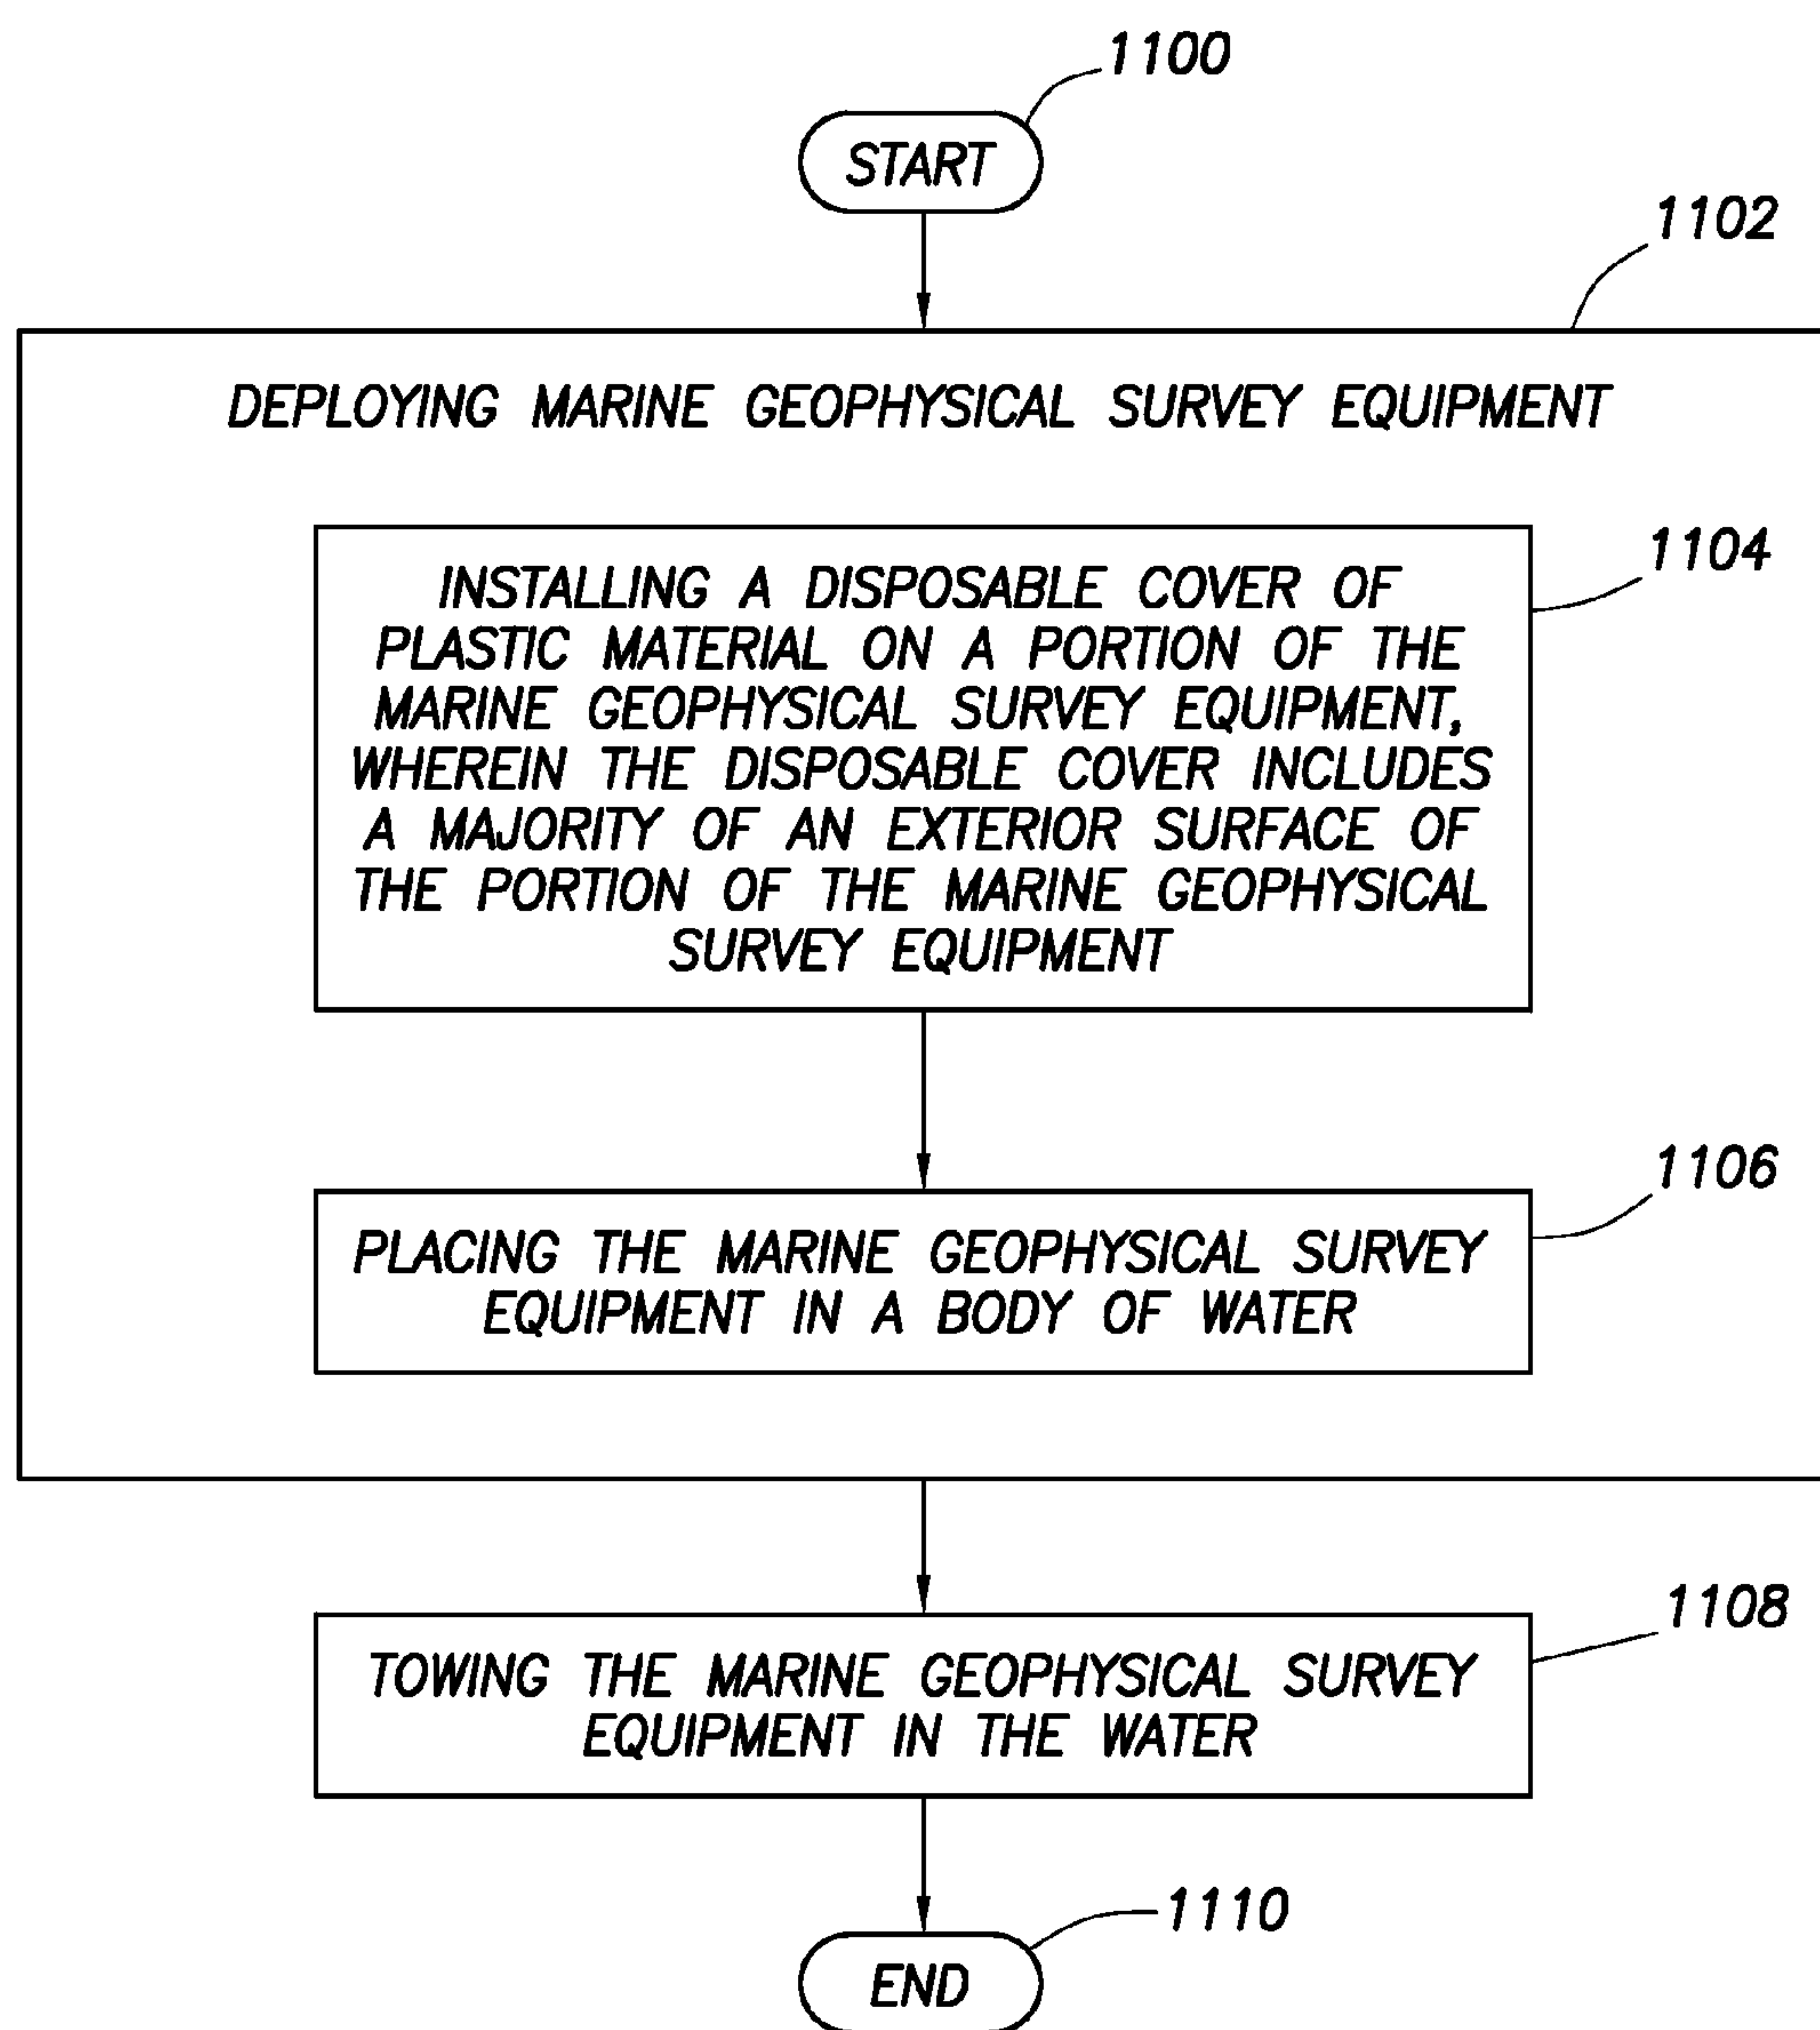 1100
START
1102
DEPLOYING MARINE GEOPHYSICAL SURVEY EQUIPMENT
1104
INSTALLING A DISPOSABLE COVER OF
PLASTIC MATERIAL ON A PORTION OF THE
MARINE GEOPHYSICAL SURVEY EQUIPMENT,
WHEREIN THE DISPOSABLE COVER INCLUDES
A MAJORITY OF AN EXTERIOR SURFACE OF
THE PORTION OF THE MARINE GEOPHYSICAL
SURVEY EQUIPMENT
1106
PLACING THE MARINE GEOPHYSICAL SURVEY
EQUIPMENT IN A BODY OF WATER
1108
TOWING THE MARINE GEOPHYSICAL SURVEY
EQUIPMENT IN THE WATER
1110
END